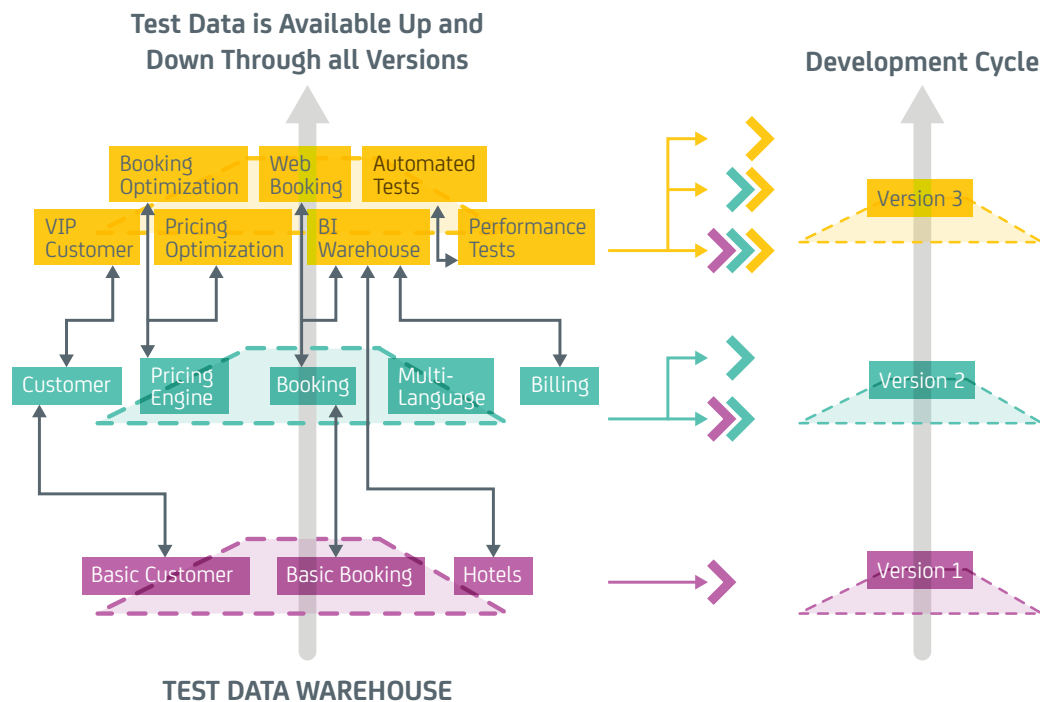 Test Data is Available Up and
Down Through all Versions
Development Cycle
Booking
Optimization
Web
Booking
Automated
Tests
VIP
Customer
Pricing
Optimization
BI
Warehouse
Performance
Tests
Version 3
Customer
Pricing
Engine
Booking
Multi-
Language
Billing
Version 2
Basic Customer
Basic Booking
Hotels
Version 1
TEST DATA WAREHOUSE